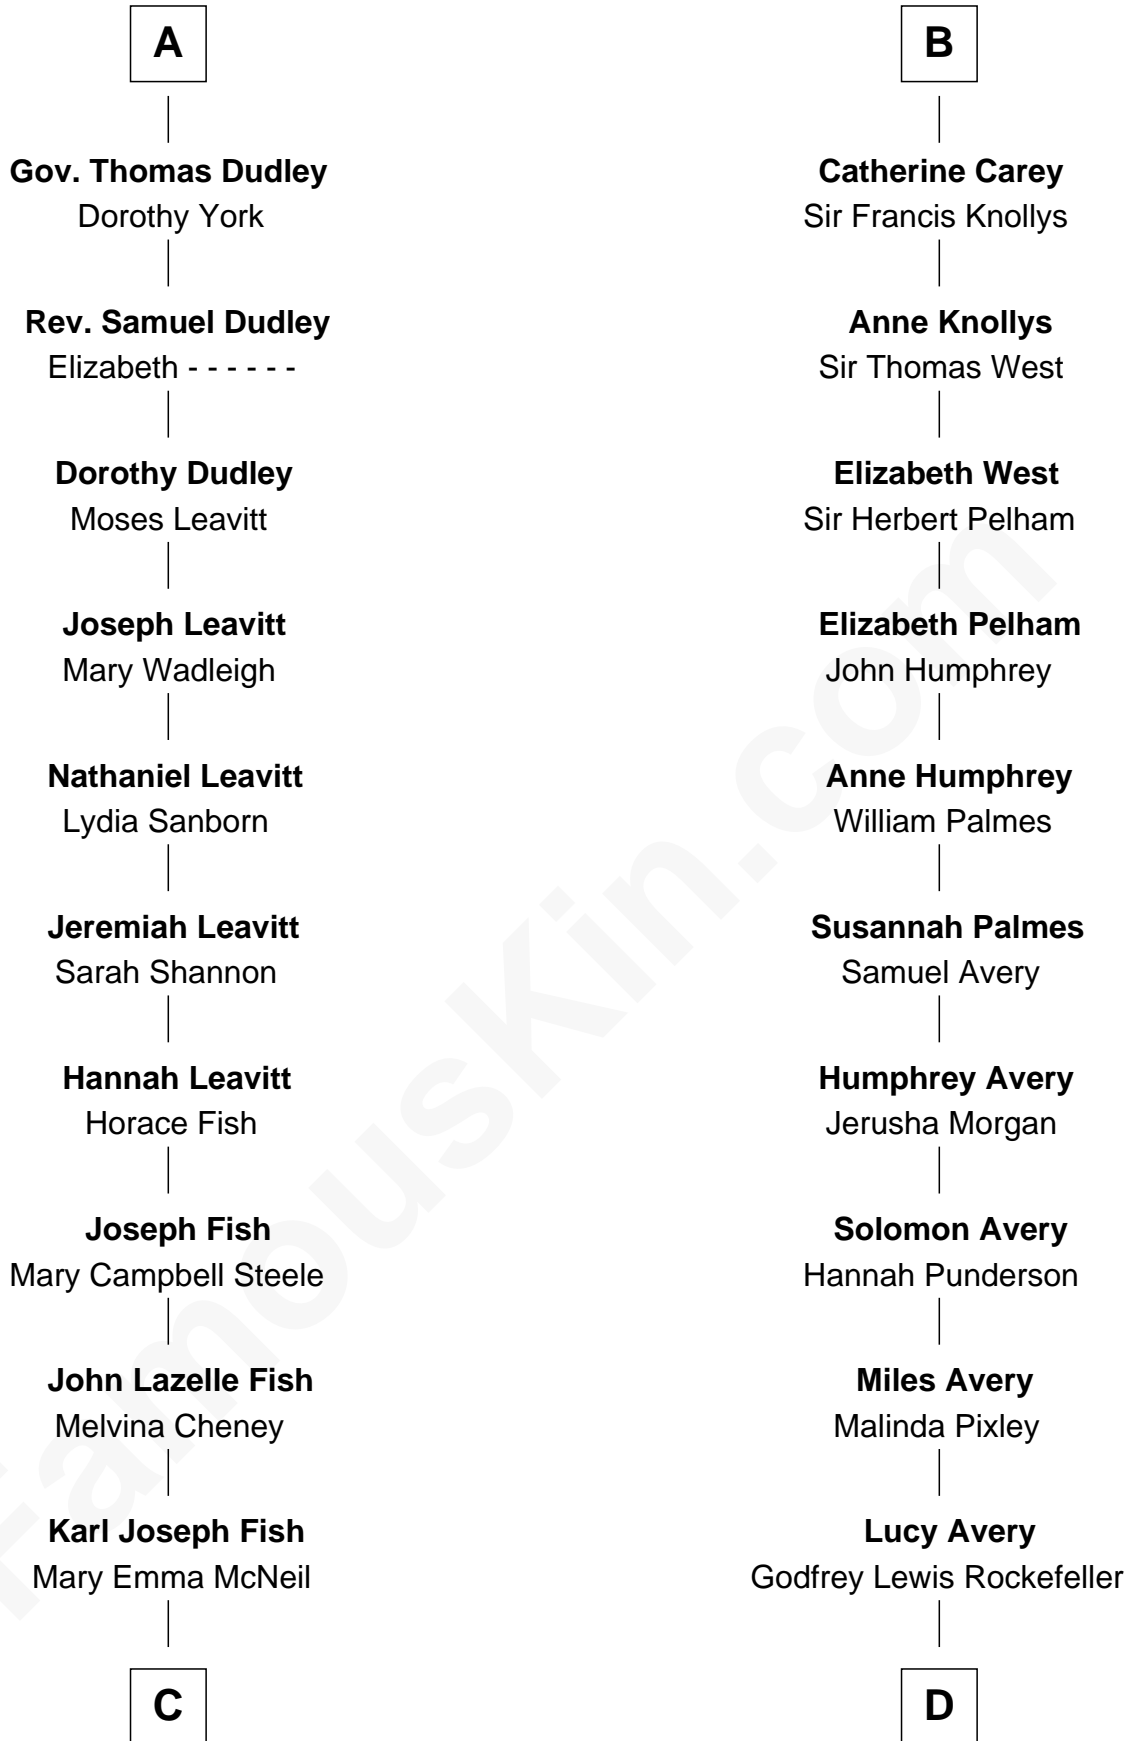 A
Gov. Thomas Dudley
Dorothy York
Rev. Samuel Dudley
Elizabeth - - - - - -
Dorothy Dudley
Moses Leavitt
Joseph Leavitt
Mary Wadleigh
Nathaniel Leavitt
Lydia Sanborn
Jeremiah Leavitt
Sarah Shannon
Hannah Leavitt
Horace Fish
Joseph Fish
Mary Campbell Steele
John Lazelle Fish
Melvina Cheney
Karl Joseph Fish
Mary Emma McNeil
C
B
Catherine Carey
Sir Francis Knollys
Anne Knollys
Sir Thomas West
Elizabeth West
Sir Herbert Pelham
Elizabeth Pelham
John Humphrey
Anne Humphrey
William Palmes
Susannah Palmes
Samuel Avery
Humphrey Avery
Jerusha Morgan
Solomon Avery
Hannah Punderson
Miles Avery
Malinda Pixley
Lucy Avery
Godfrey Lewis Rockefeller
D
FamousKin.com